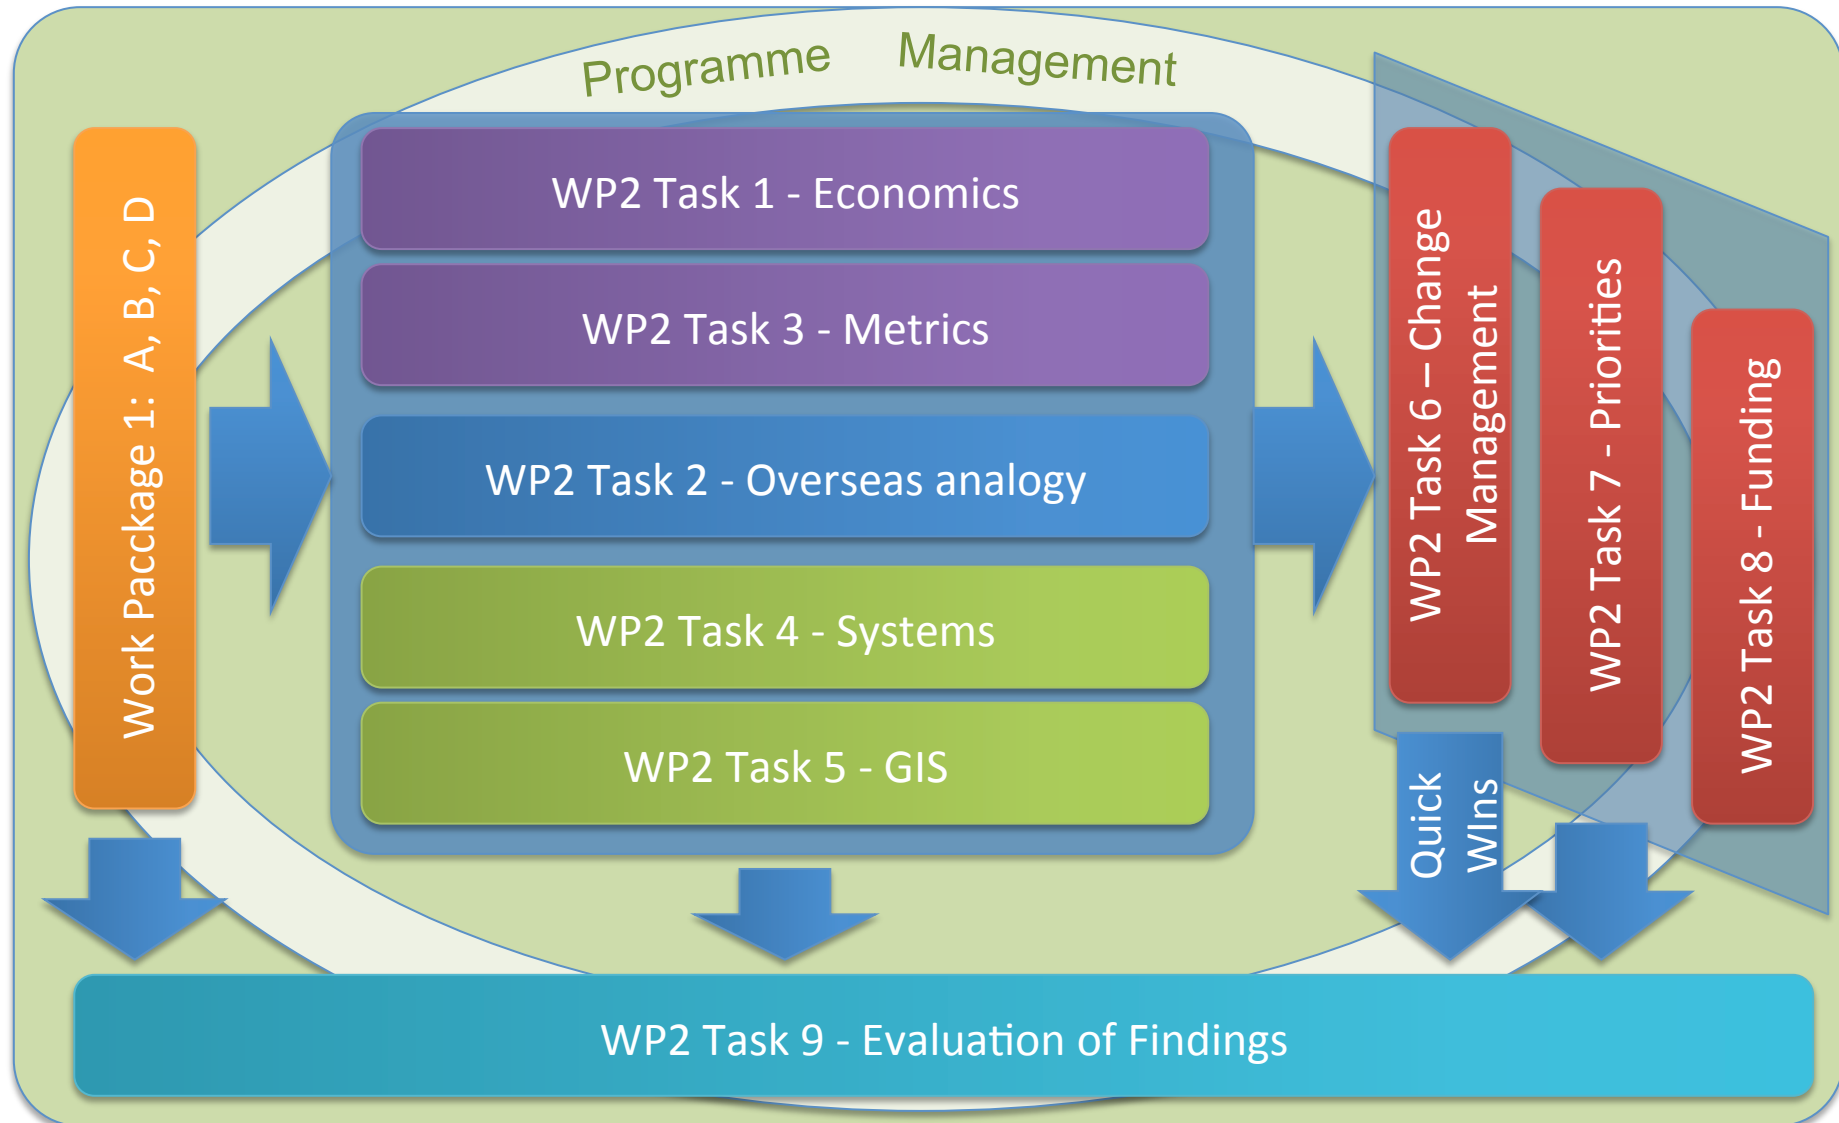 Programme Management
Work Pacckage 1: A, B, C, D
WP2 Task 1 - Economics
WP2 Task 3 - Metrics
WP2 Task 2 - Overseas analogy
WP2 Task 4 - Systems
WP2 Task 5 - GIS
WP2 Task 6 – Change
Management
WP2 Task 7 - Priorities
WP2 Task 8 - Funding
Quick
WIns
WP2 Task 9 - Evaluation of Findings